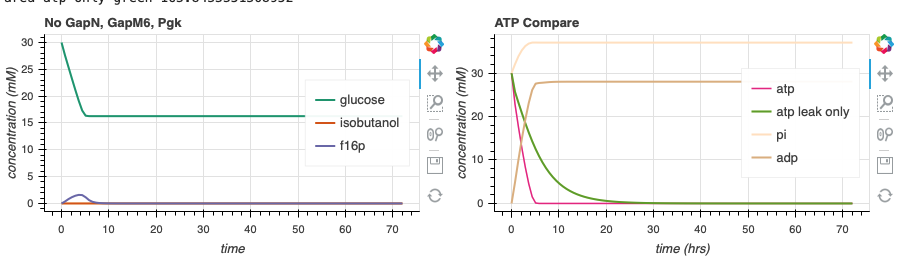 No GapN, GapM6, Pgk
concentration (mM)
30
25
20
15
10
5
0
glucose
isobutanol
f16p
0 10 20 30 40 50 60 70
time
ATP Compare
concentration (mM)
30
20
10
0
atp
atp leak only
pi
adp
0 10 20 30 40 50 60 70
time (hrs)